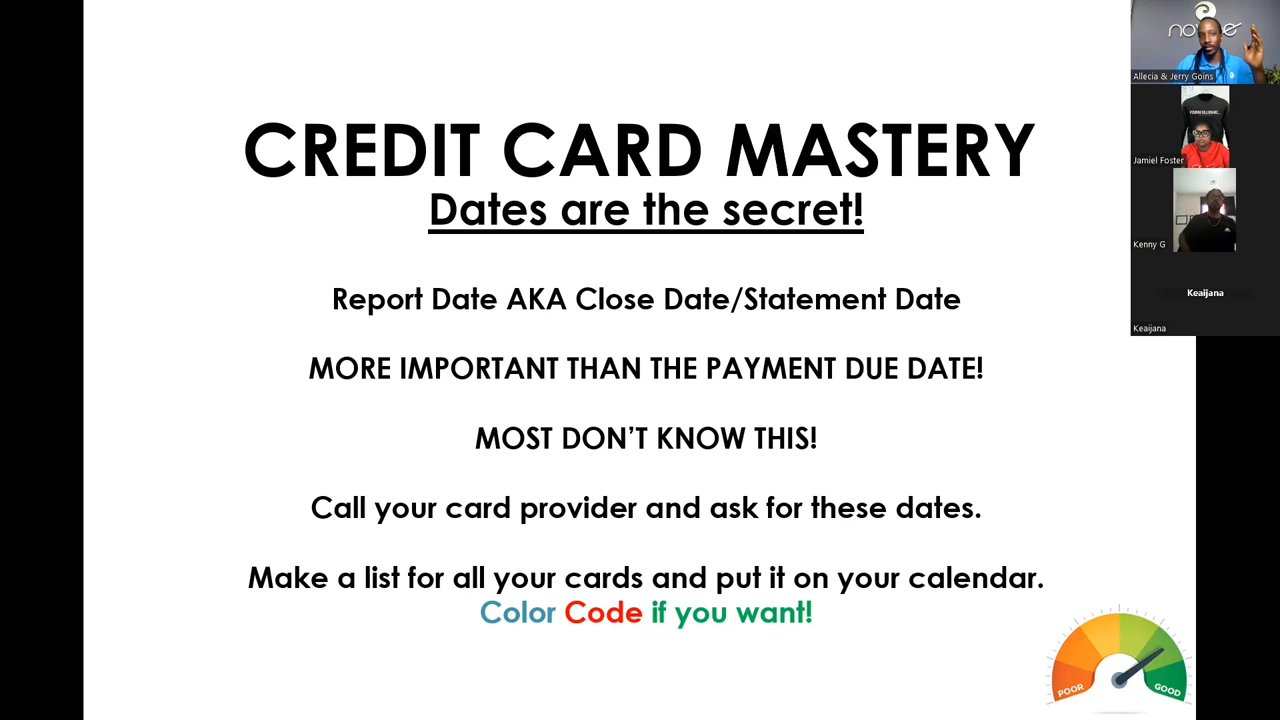 CREDIT CARD MASTERY
Dates are the secret!
Report Date AKA Close Date/Statement Date
MORE IMPORTANT THAN THE PAYMENT DUE DATE!
MOST DON’T KNOW THIS!
Call your card provider and ask for these dates.
Make a list for all your cards and put it on your calendar.
Color Code if you want!
POOR
GOOD
Allecia & Jerry Goins
Jamiel Foster
Kenny G
Keaijana
Keaijana